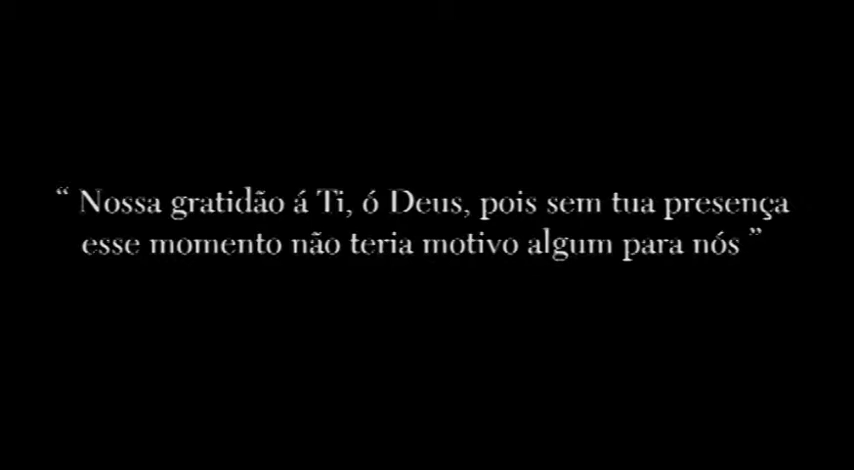 “ Nossa gratidão á Ti, ó Deus, pois sem tua presença
esse momento não teria motivo algum para nós ”